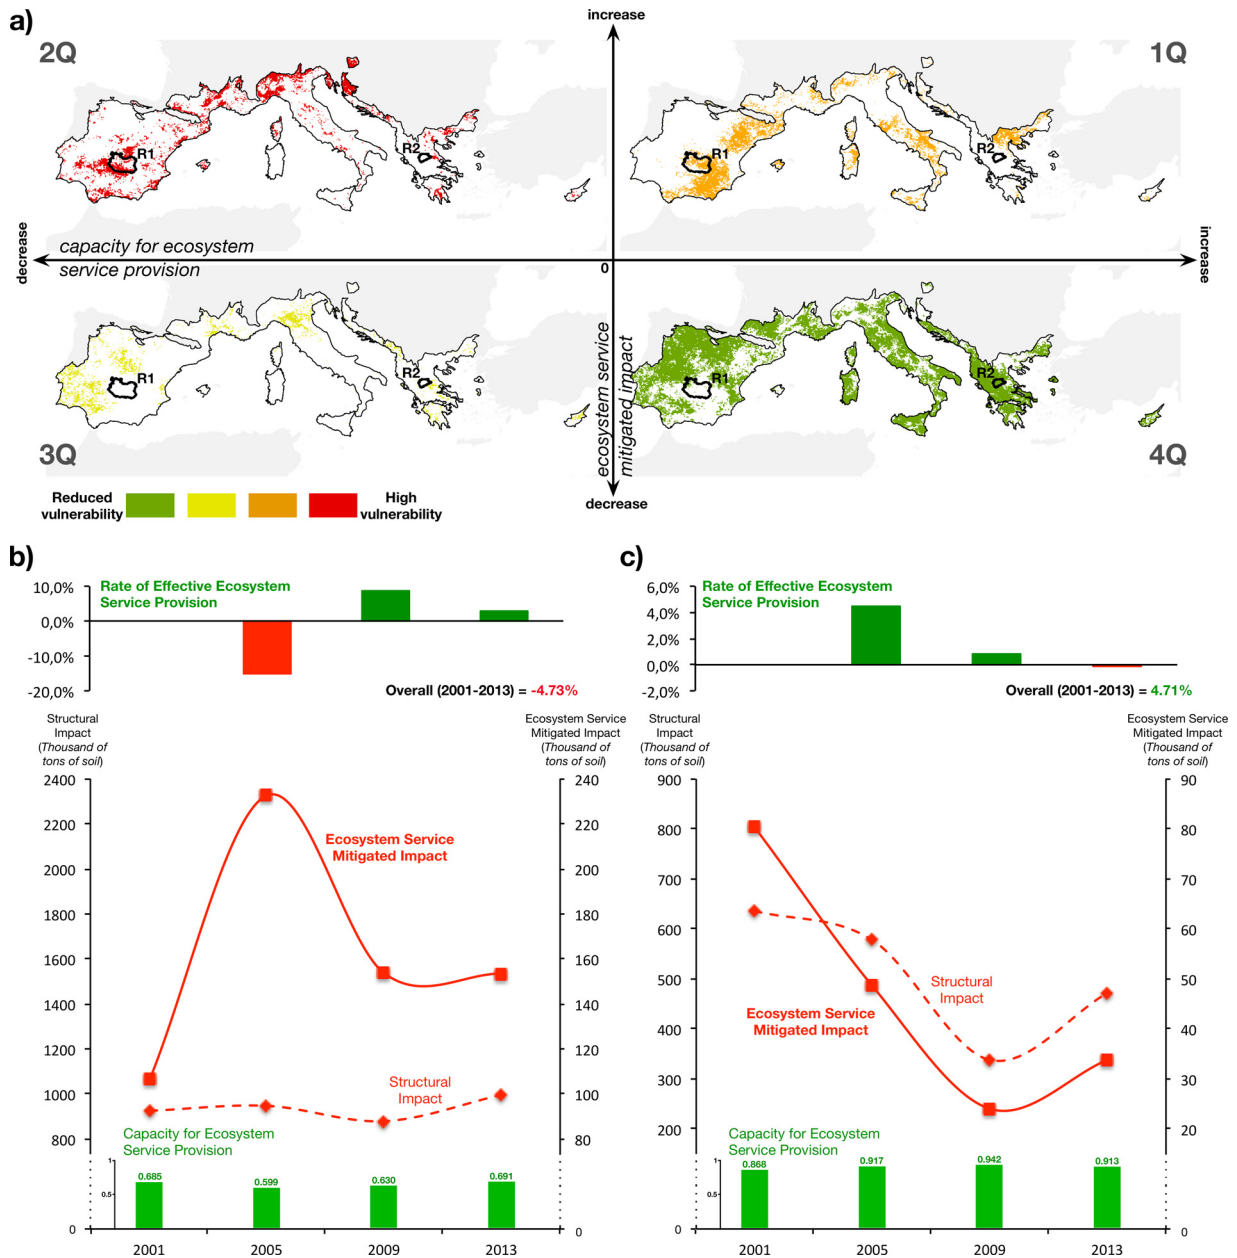 a)
increase
2Q
1Q
R1
R2
R1
R2
capacity for ecosystem
service provision
decrease
increase
0
ecosystem service
mitigated impact
R1
R2
R1
R2
3Q
4Q
Reduced
vulnerability
High
vulnerability
decrease
b)
10,0%
0,0%
-10,0%
-20,0%
Rate of Effective Ecosystem
Service Provision
Overall (2001-2013) = -4.73%
Structural
Impact
(Thousand of
tons of soil)
Ecosystem Service
Mitigated Impact
(Thousand of
tons of soil)
2400
2200
2000
1800
1600
1400
1200
1000
800
0
240
220
200
180
160
140
120
100
80
0
Ecosystem Service
Mitigated Impact
Structural
Impact
Capacity for Ecosystem
Service Provision
1
0.5
0.685
0.599
0.630
0.691
2001
2005
2009
2013
c)
6,0%
4,0%
2,0%
0,0%
-2,0%
Rate of Effective Ecosystem
Service Provision
Overall (2001-2013) = 4.71%
Structural
Impact
(Thousand of
tons of soil)
Ecosystem Service
Mitigated Impact
(Thousand of
tons of soil)
900
800
700
600
500
400
300
200
0
90
80
70
60
50
40
30
20
0
Structural
Impact
Ecosystem Service
Mitigated Impact
Capacity for Ecosystem
Service Provision
1
0.5
0.868
0.917
0.942
0.913
2001
2005
2009
2013